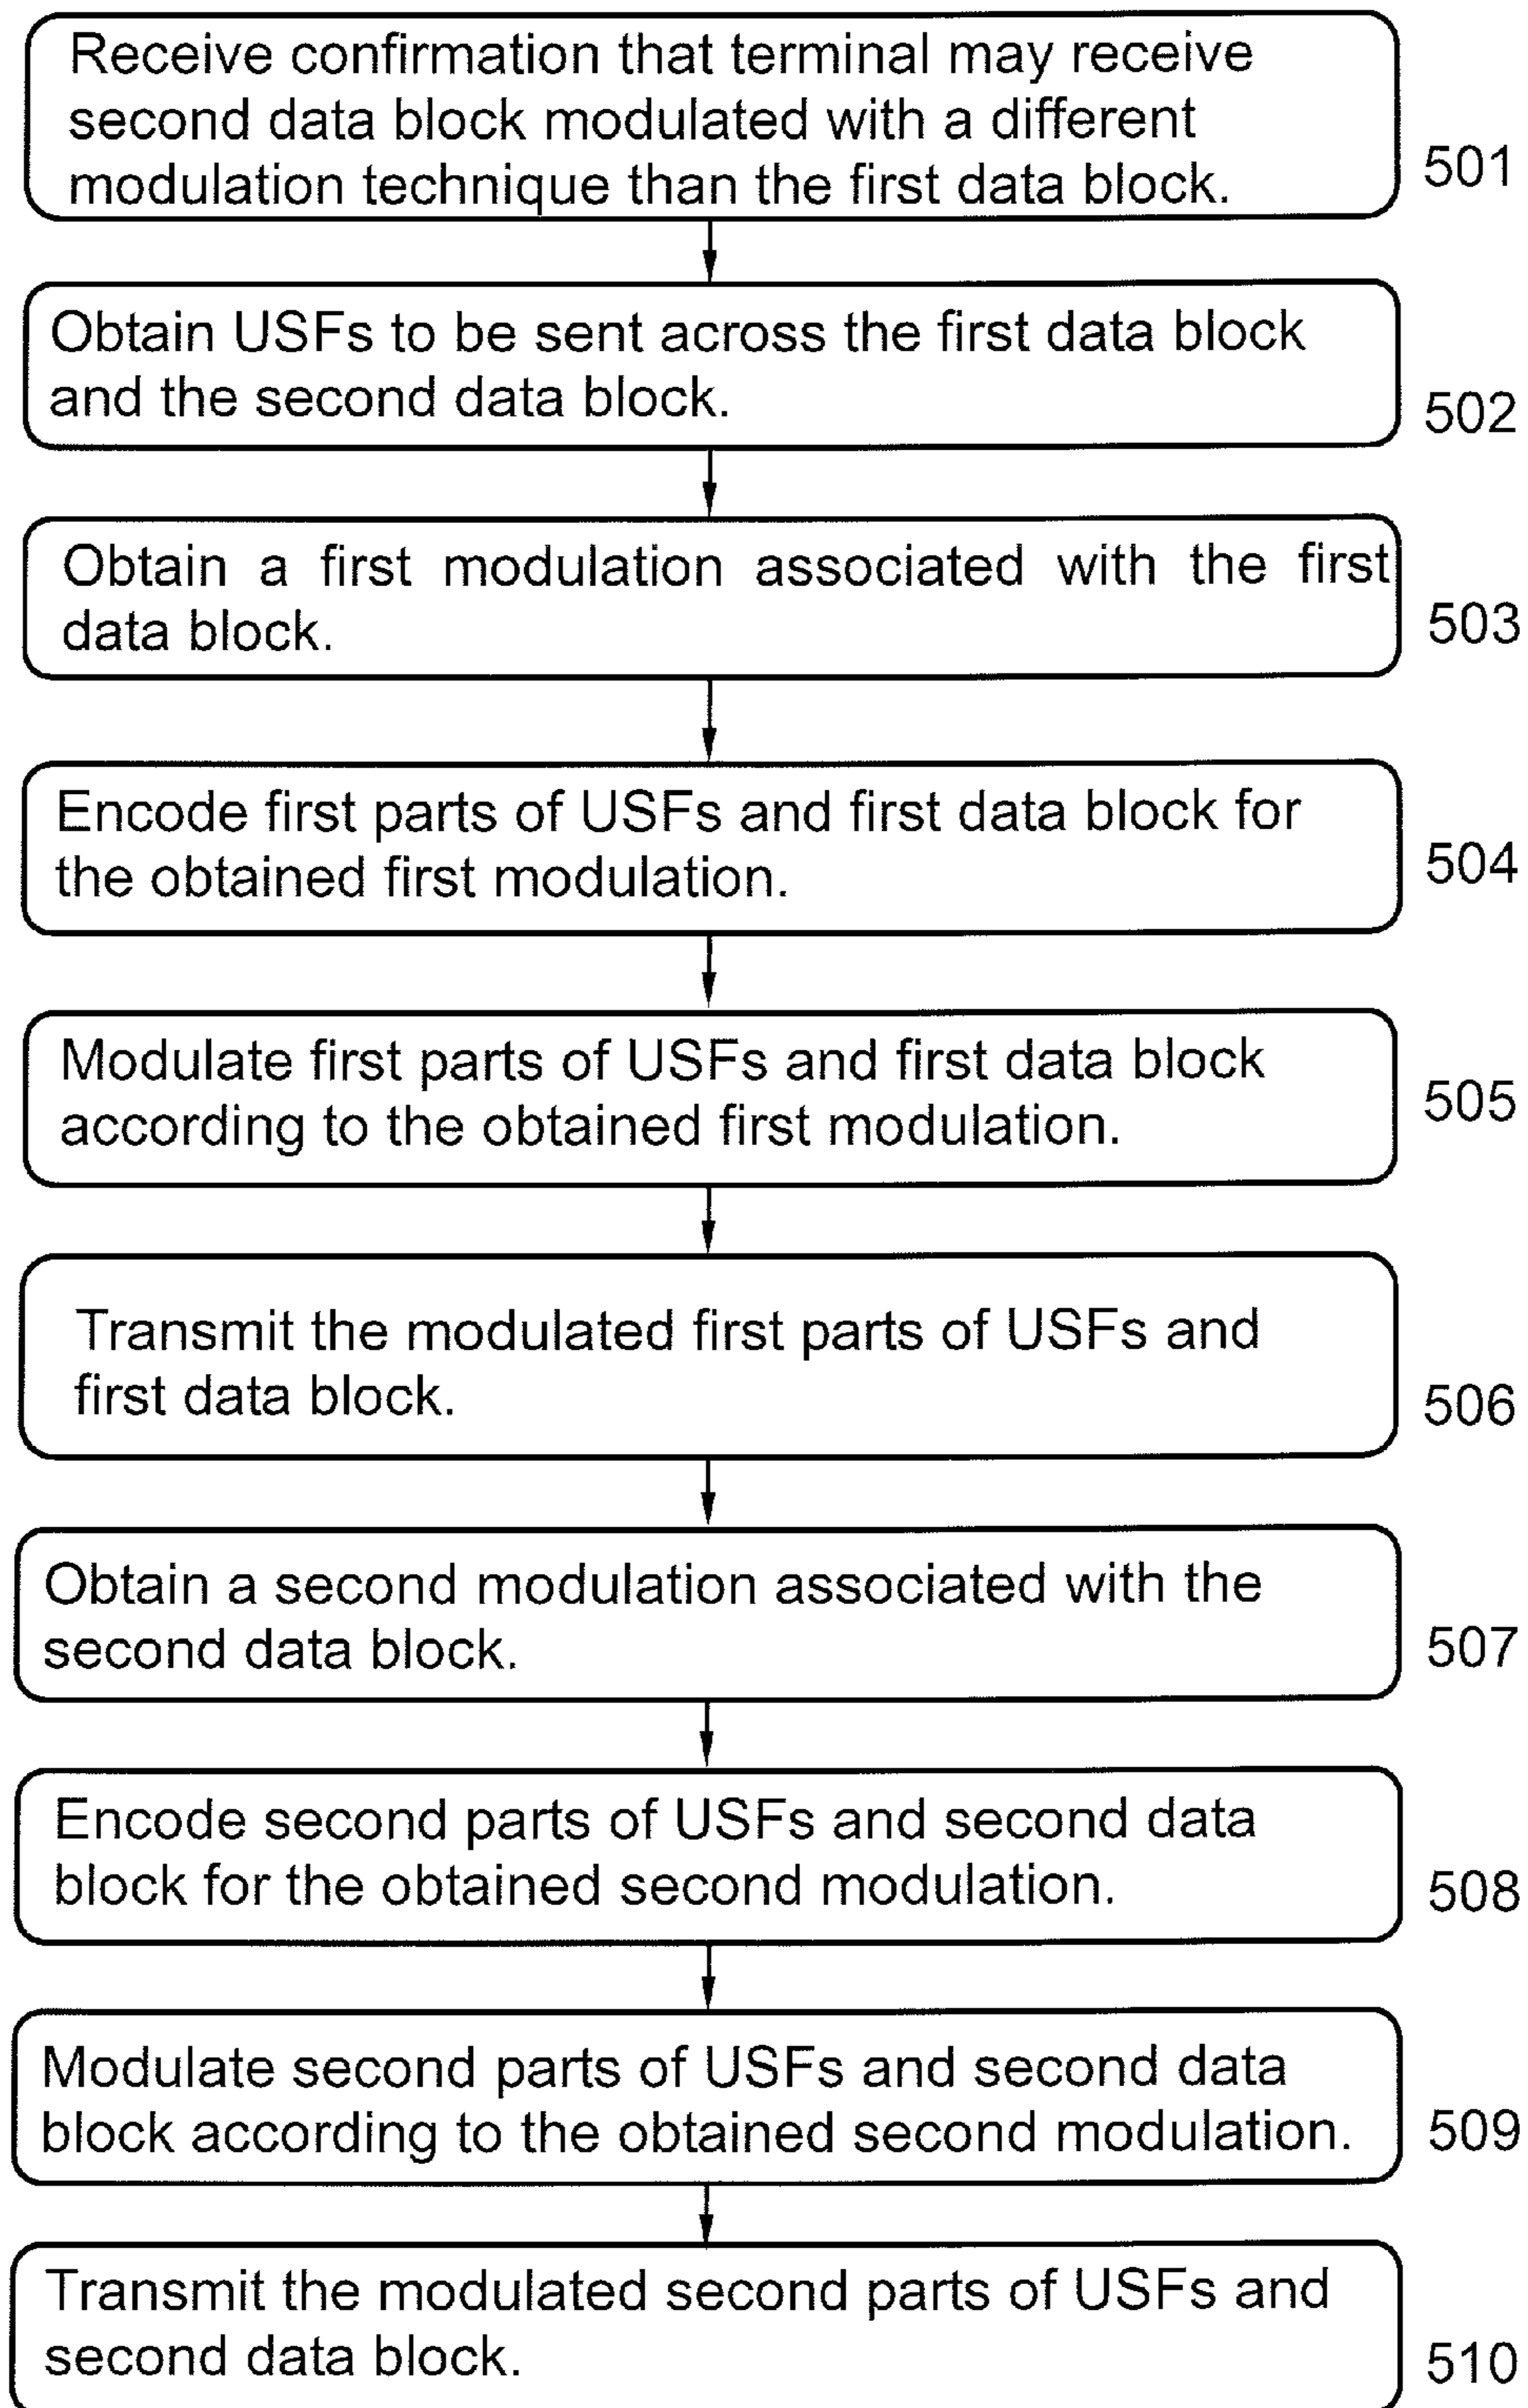 Receive confirmation that terminal may receive
second data block modulated with a different
modulation technique than the first data block.
501
Obtain USFs to be sent across the first data block
and the second data block.
502
Obtain a first modulation associated with the first
data block.
503
Encode first parts of USFs and first data block for
the obtained first modulation.
504
Modulate first parts of USFs and first data block
according to the obtained first modulation.
505
Transmit the modulated first parts of USFs and
first data block.
506
Obtain a second modulation associated with the
second data block.
507
Encode second parts of USFs and second data
block for the obtained second modulation.
508
Modulate second parts of USFs and second data
block according to the obtained second modulation.
509
Transmit the modulated second parts of USFs and
second data block.
510